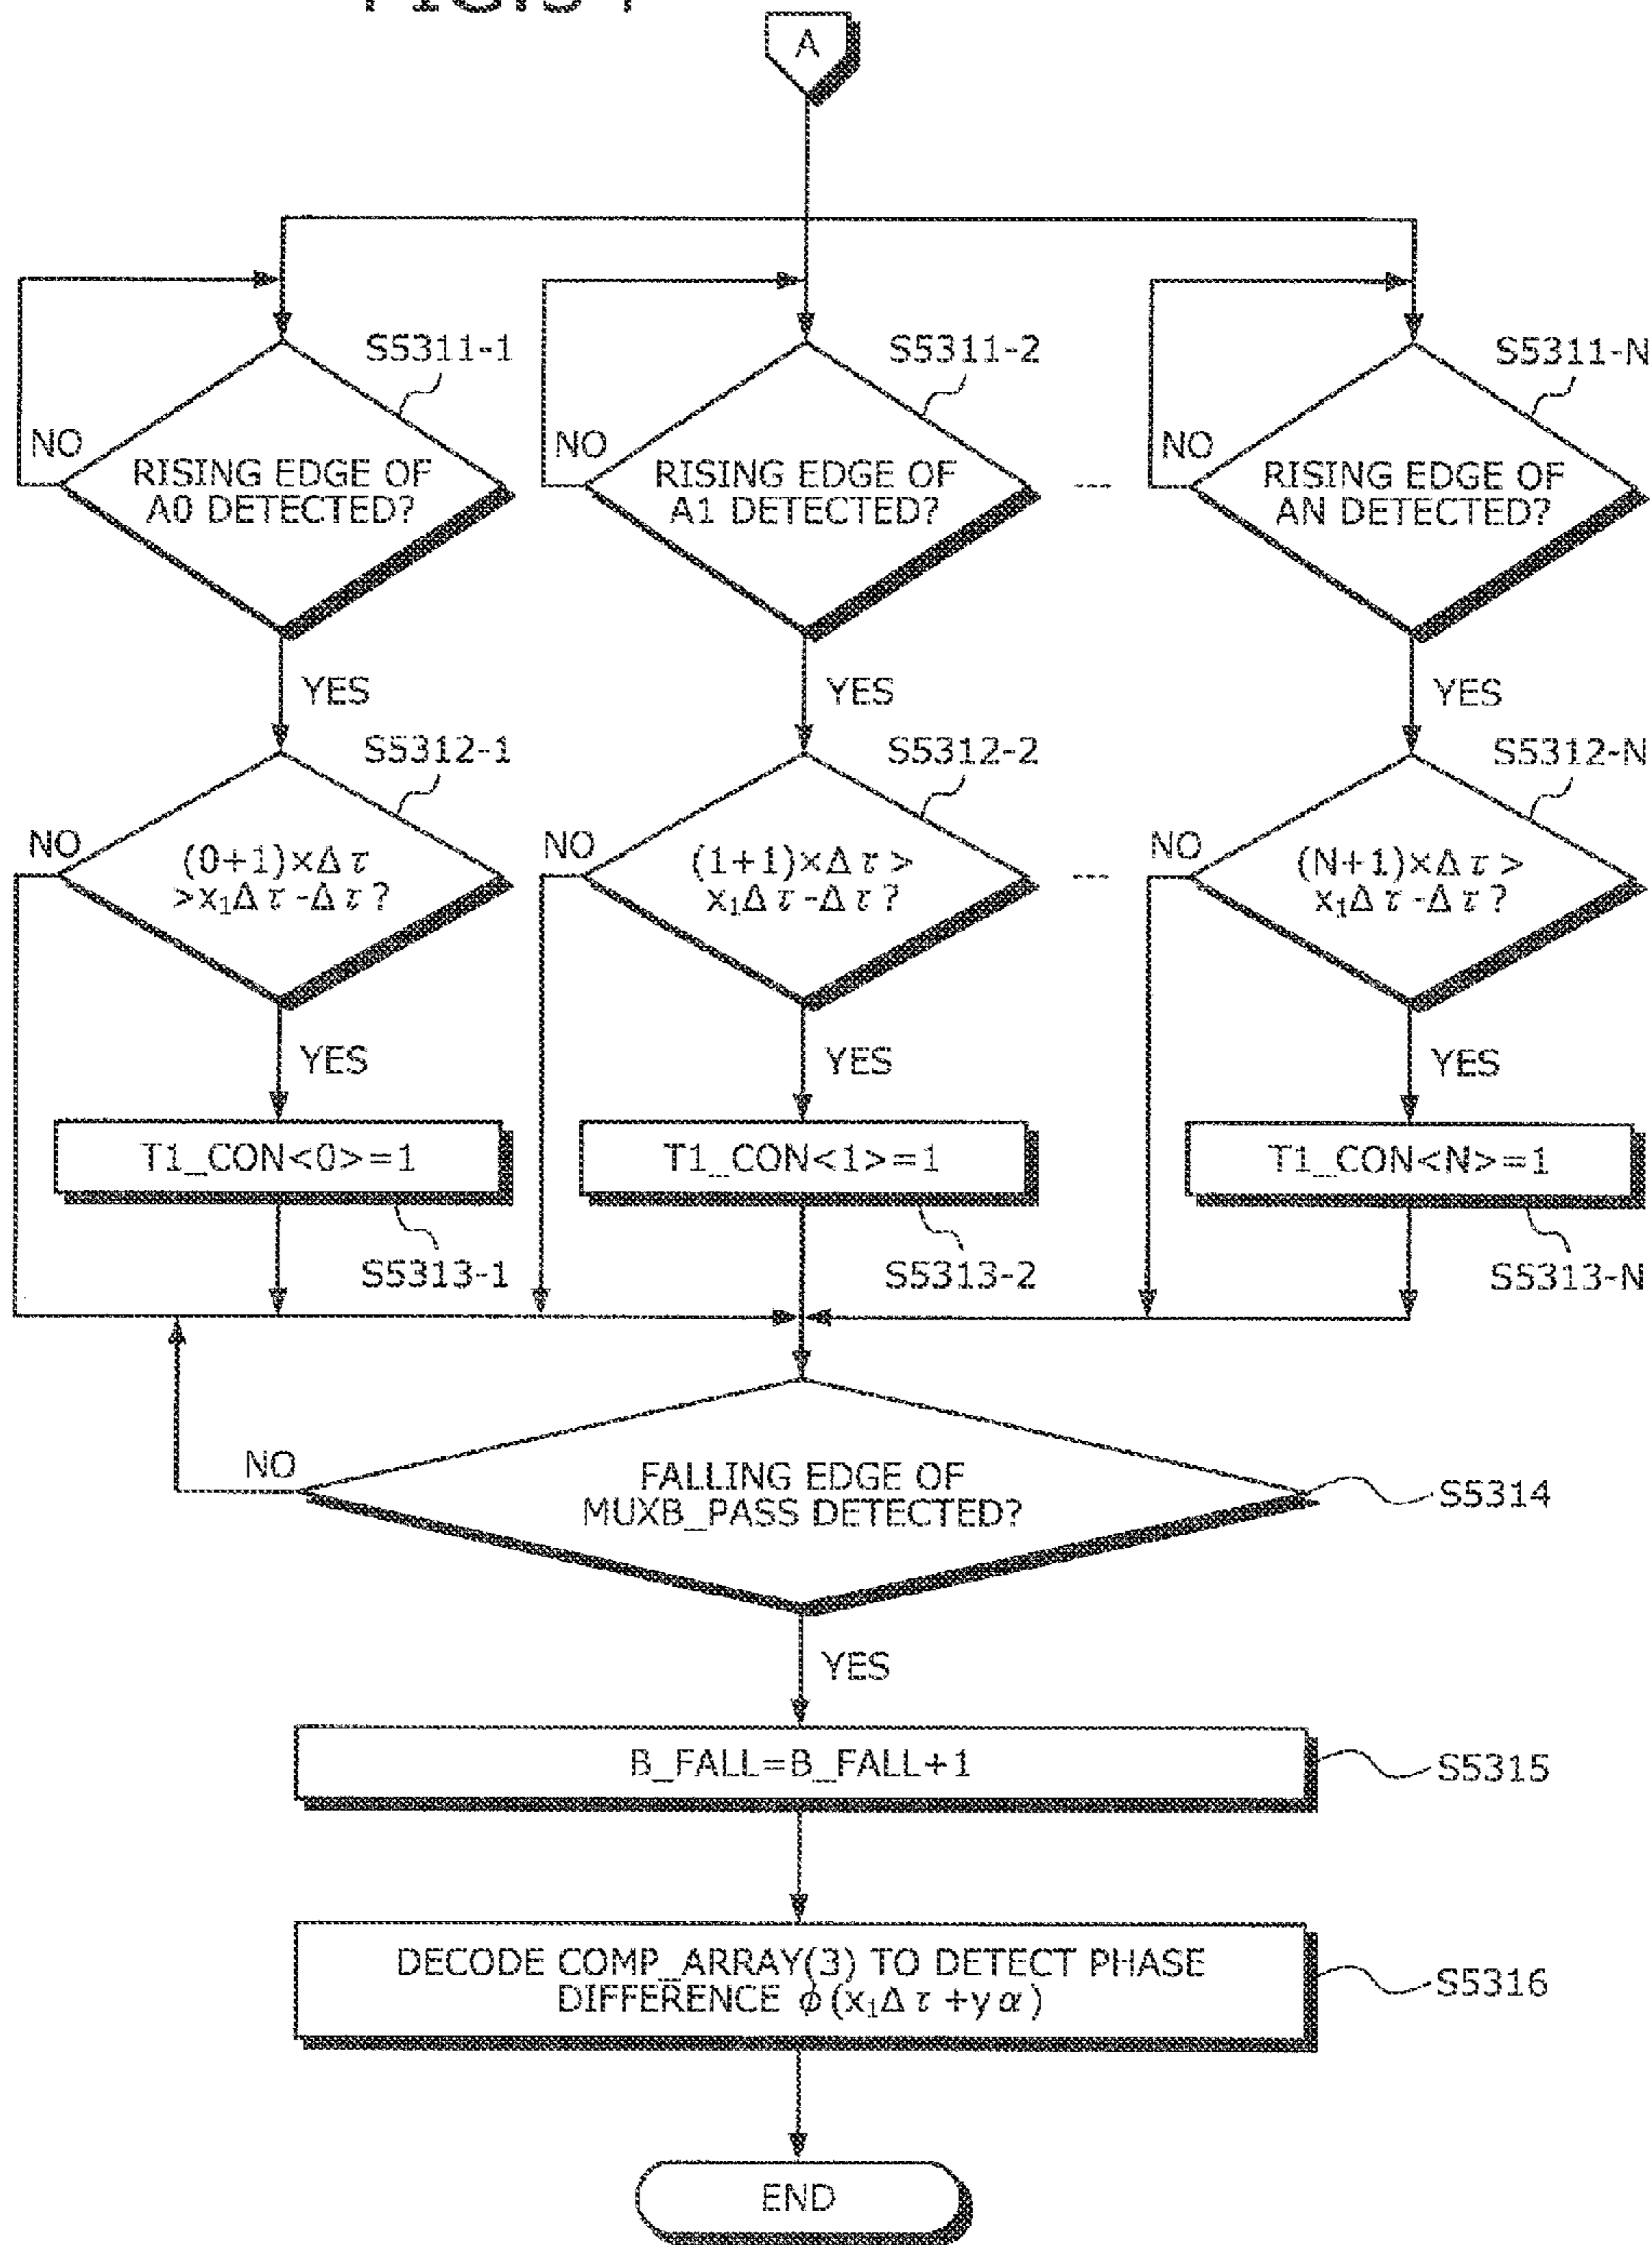 A
S5311-1
S5311-2
S5311-N
NO
NO
NO
RISING EDGE OF
A0 DETECTED?
RISING EDGE OF
A1 DETECTED?
RISING EDGE OF
AN DETECTED?
YES
YES
YES
S5312-1
S5312-2
S5312-N
NO
NO
NO
(0+1)×Δτ
>x₁Δτ-Δτ?
(1+1)×Δτ>
x₁Δτ-Δτ?
(N+1)×Δτ>
x₁Δτ-Δτ?
YES
YES
YES
T1_CON<0>=1
T1_CON<1>=1
T1_CON<N>=1
S5313-1
S5313-2
S5313-N
NO
FALLING EDGE OF
MUXB_PASS DETECTED?
S5314
YES
B_FALL=B_FALL+1
S5315
DECODE COMP_ARRAY(3) TO DETECT PHASE
DIFFERENCE ϕ(x₁Δτ+yα)
S5316
END